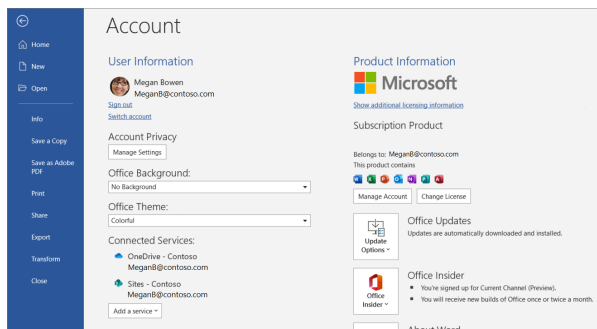 Account
Home
New
Open
Info
Save a Copy
Save as Adobe
PDF
Print
Share
Export
Transform
Close
User Information
Megan Bowen
MeganB@contoso.com
Sign out
Switch account
Account Privacy
Manage Settings
Office Background:
No Background
Office Theme:
Colorful
Connected Services:
OneDrive - Contoso
MeganB@contoso.com
Sites - Contoso
MeganB@contoso.com
Add a service
Product Information
Microsoft
Show additional licensing information
Subscription Product
Belongs to: MeganB@contoso.com
This product contains
Manage Account
Change License
Update
Options
Office Updates
Updates are automatically downloaded and installed.
Office
Insider
Office Insider
You're signed up for Current Channel (Preview).
You will receive new builds of Office once or twice a month.
About Word